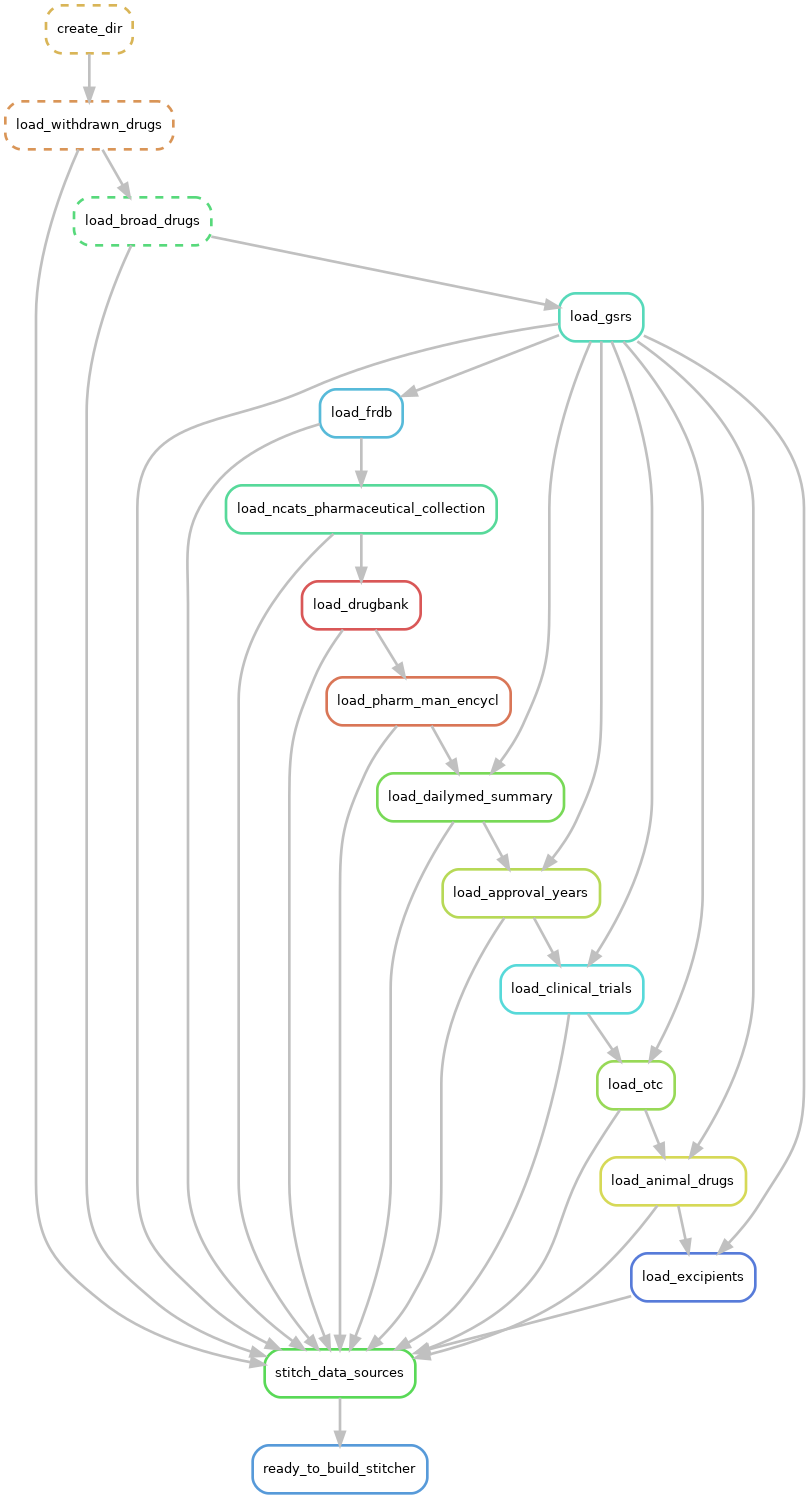 create_dir
load_withdrawn_drugs
load_broad_drugs
load_gsrs
load_frdb
load_ncats_pharmaceutical_collection
load_drugbank
load_pharm_man_encycl
load_dailymed_summary
load_approval_years
load_clinical_trials
load_otc
load_animal_drugs
load_excipients
stitch_data_sources
ready_to_build_stitcher